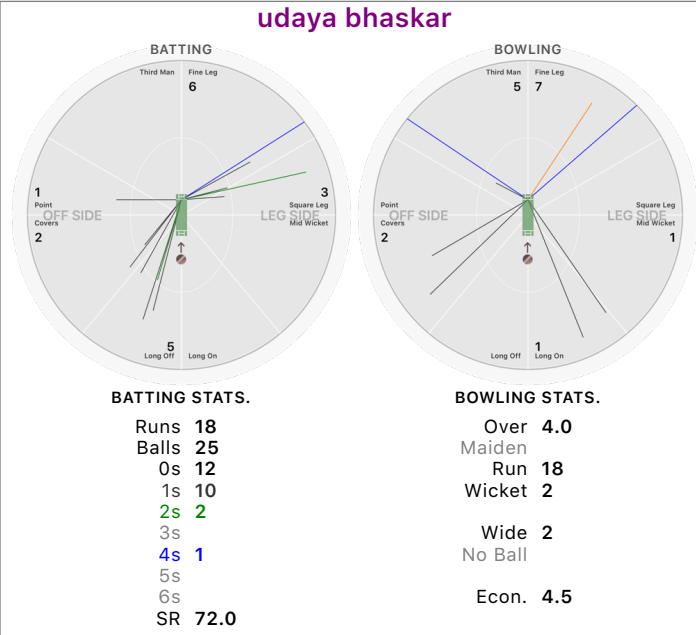 udaya bhaskar
BATTING
Third Man
Fine Leg
6
1
Point
OFF SIDE
Covers
2
3
Square Leg
LEG SIDE
Mid Wicket
5
Long Off
Long On
BOWLING
Third Man
Fine Leg
5
7
Point
OFF SIDE
Covers
2
Square Leg
LEG SIDE
Mid Wicket
1
1
Long Off
Long On
BATTING STATS.
Runs 18
Balls 25
0s 12
1s 10
2s 2
3s
4s 1
5s
6s
SR 72.0
BOWLING STATS.
Over 4.0
Maiden
Run 18
Wicket 2
Wide 2
No Ball
Econ. 4.5